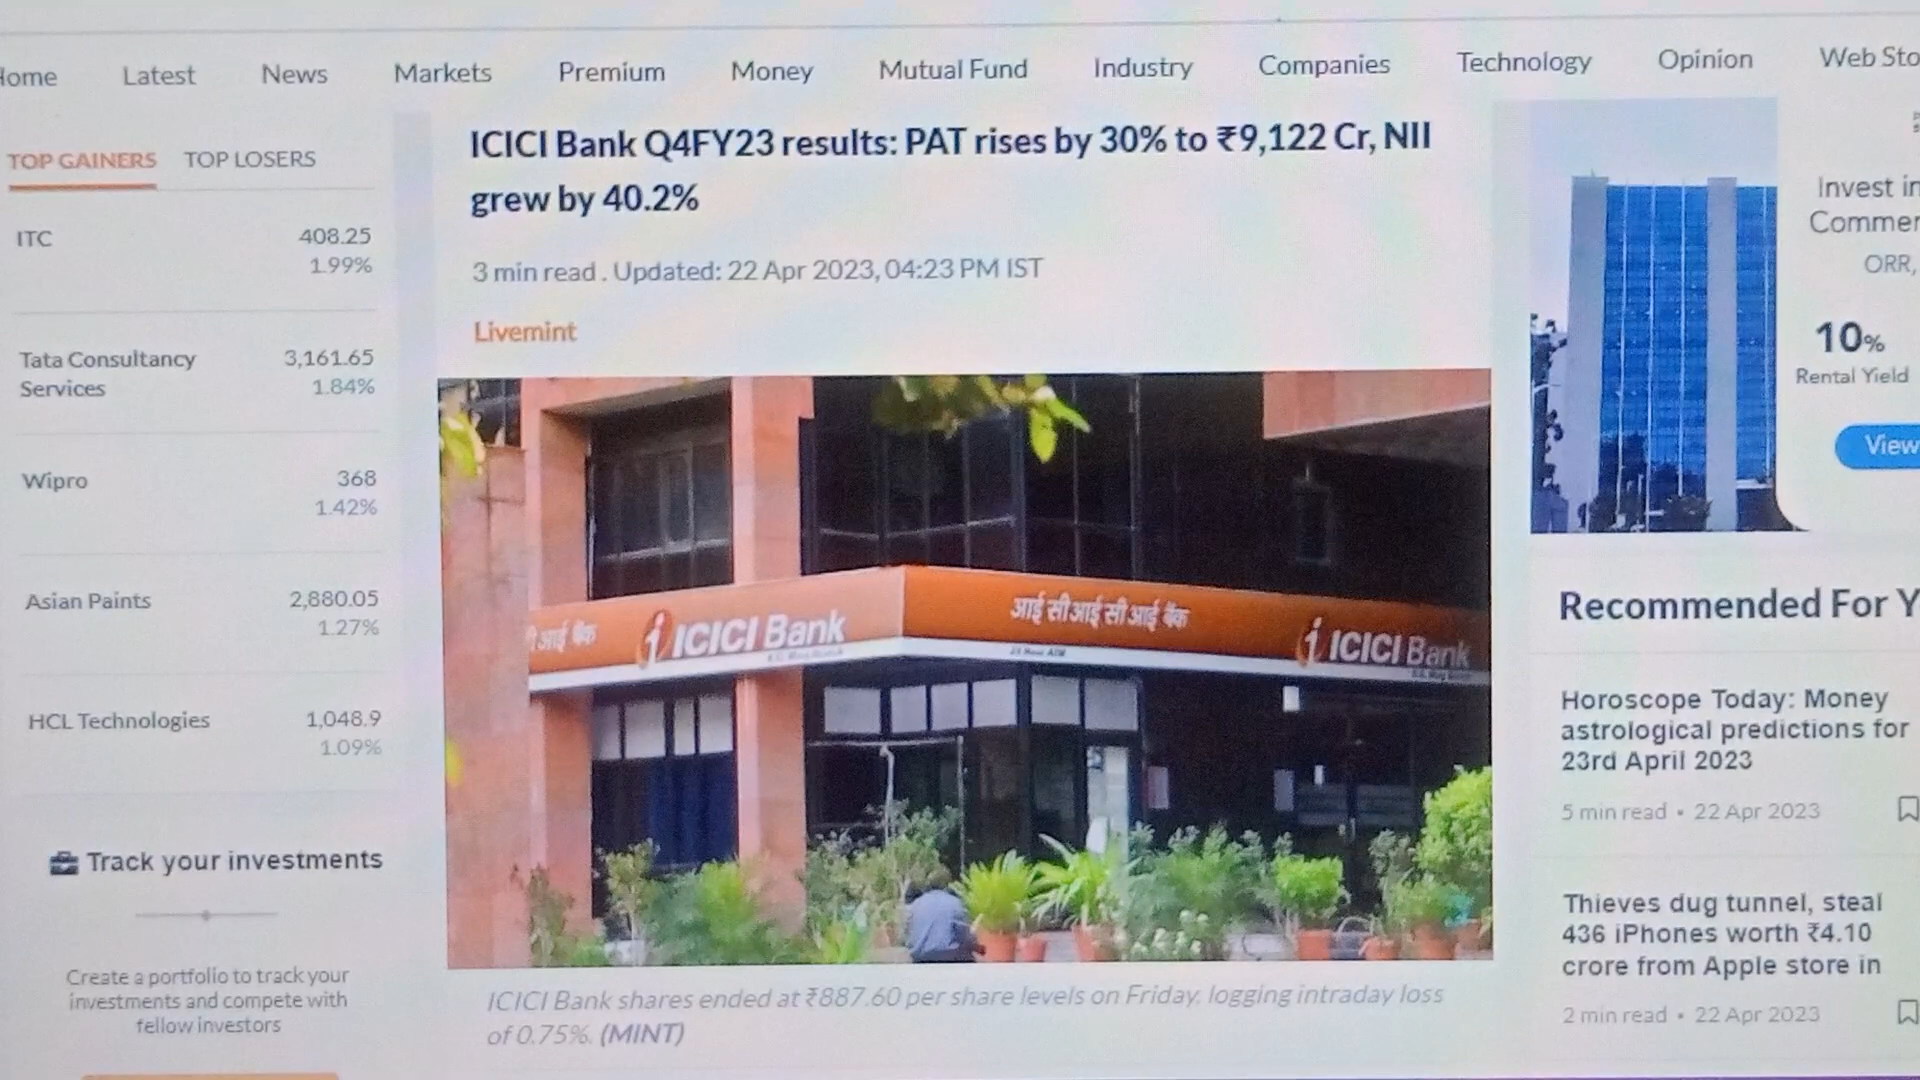 Home Latest News Markets Premium Money Mutual Fund Industry Companies Technology Opinion Web Sto
TOP GAINERS TOP LOSERS
ITC 408.25
1.99%
Tata Consultancy Services 3,161.65
1.84%
Wipro 368
1.42%
Asian Paints 2,880.05
1.27%
HCL Technologies 1,048.9
1.09%
Track your investments
Create a portfolio to track your
investments and compete with
fellow investors
ICICI Bank Q4FY23 results: PAT rises by 30% to ₹9,122 Cr, NII
grew by 40.2%
3 min read . Updated: 22 Apr 2023, 04:23 PM IST
Livemint
ी आई बैंक ICICI Bank
आई सी आई सी आई बैंक ICICI Bank
24 Hour ATM
ICICI Bank shares ended at ₹887.60 per share levels on Friday, logging intraday loss
of 0.75%. (MINT)
Invest in
Commer
ORR,
10%
Rental Yield
View
Recommended For Y
Horoscope Today: Money
astrological predictions for
23rd April 2023
5 min read • 22 Apr 2023
Thieves dug tunnel, steal
436 iPhones worth ₹4.10
crore from Apple store in
2 min read • 22 Apr 2023